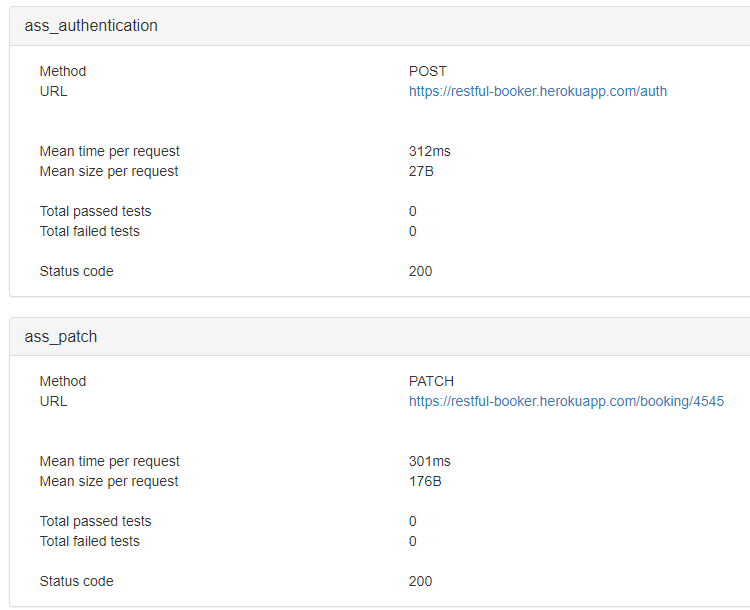 ass_authentication
Method POST
URL https://restful-booker.herokuapp.com/auth
Mean time per request 312ms
Mean size per request 27B
Total passed tests 0
Total failed tests 0
Status code 200
ass_patch
Method PATCH
URL https://restful-booker.herokuapp.com/booking/4545
Mean time per request 301ms
Mean size per request 176B
Total passed tests 0
Total failed tests 0
Status code 200